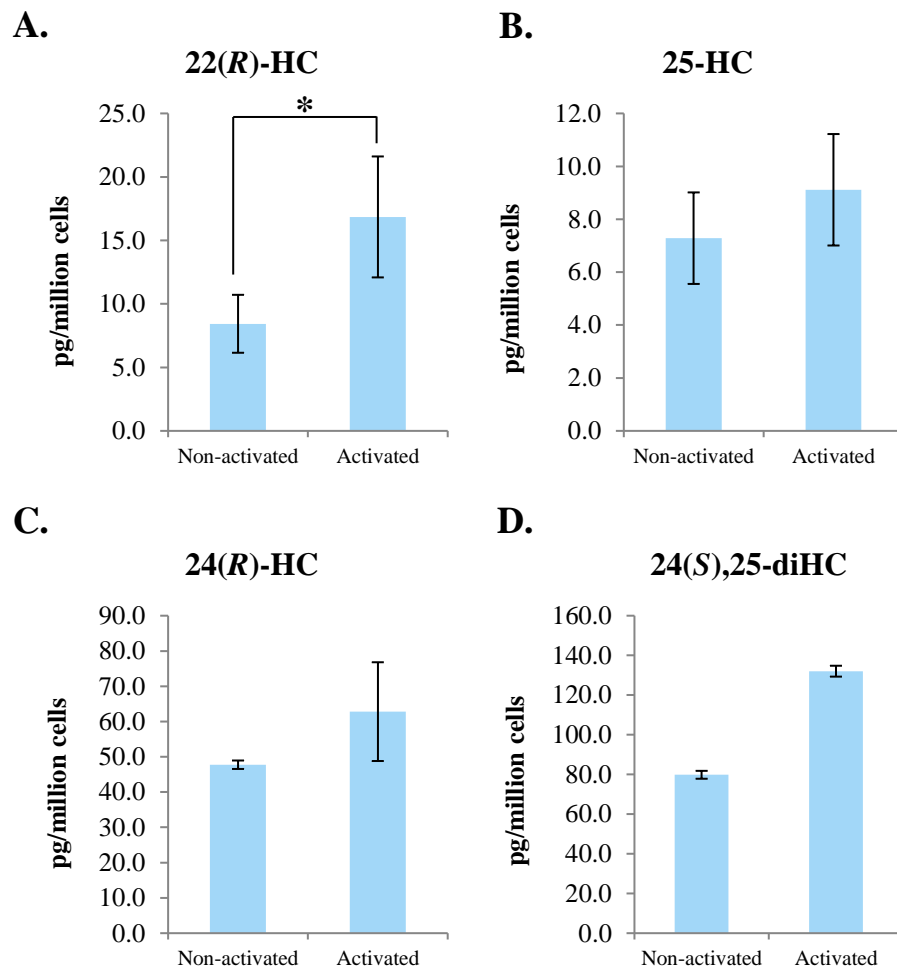 A.
22(R)-HC
*
pg/million cells
25.0
20.0
15.0
10.0
5.0
0.0
Non-activated Activated
B.
25-HC
pg/million cells
12.0
10.0
8.0
6.0
4.0
2.0
0.0
Non-activated Activated
C.
24(R)-HC
pg/million cells
90.0
80.0
70.0
60.0
50.0
40.0
30.0
20.0
10.0
0.0
Non-activated Activated
D.
24(S),25-diHC
pg/million cells
160.0
140.0
120.0
100.0
80.0
60.0
40.0
20.0
0.0
Non-activated Activated